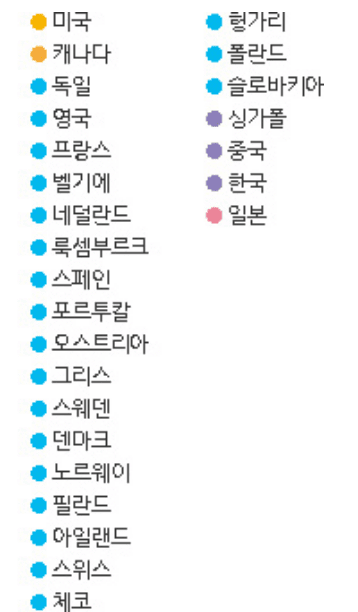 미국
캐나다
독일
영국
프랑스
벨기에
네덜란드
룩셈부르크
스페인
포르투칼
오스트리아
그리스
스웨덴
덴마크
노르웨이
필란드
아일랜드
스위스
체코
헝가리
폴란드
슬로바키아
싱가폴
중국
한국
일본